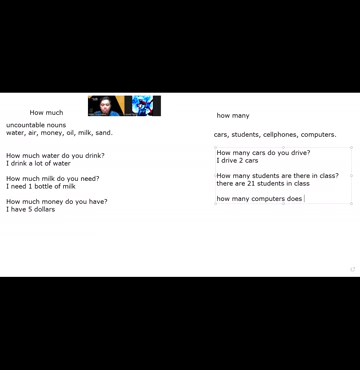 How much
uncountable nouns
water, air, money, oil, milk, sand.
How much water do you drink?
I drink a lot of water
How much milk do you need?
I need 1 bottle of milk
How much money do you have?
I have 5 dollars
how many
cars, students, cellphones, computers.
How many cars do you drive?
I drive 2 cars
How many students are there in class?
there are 21 students in class
how many computers does